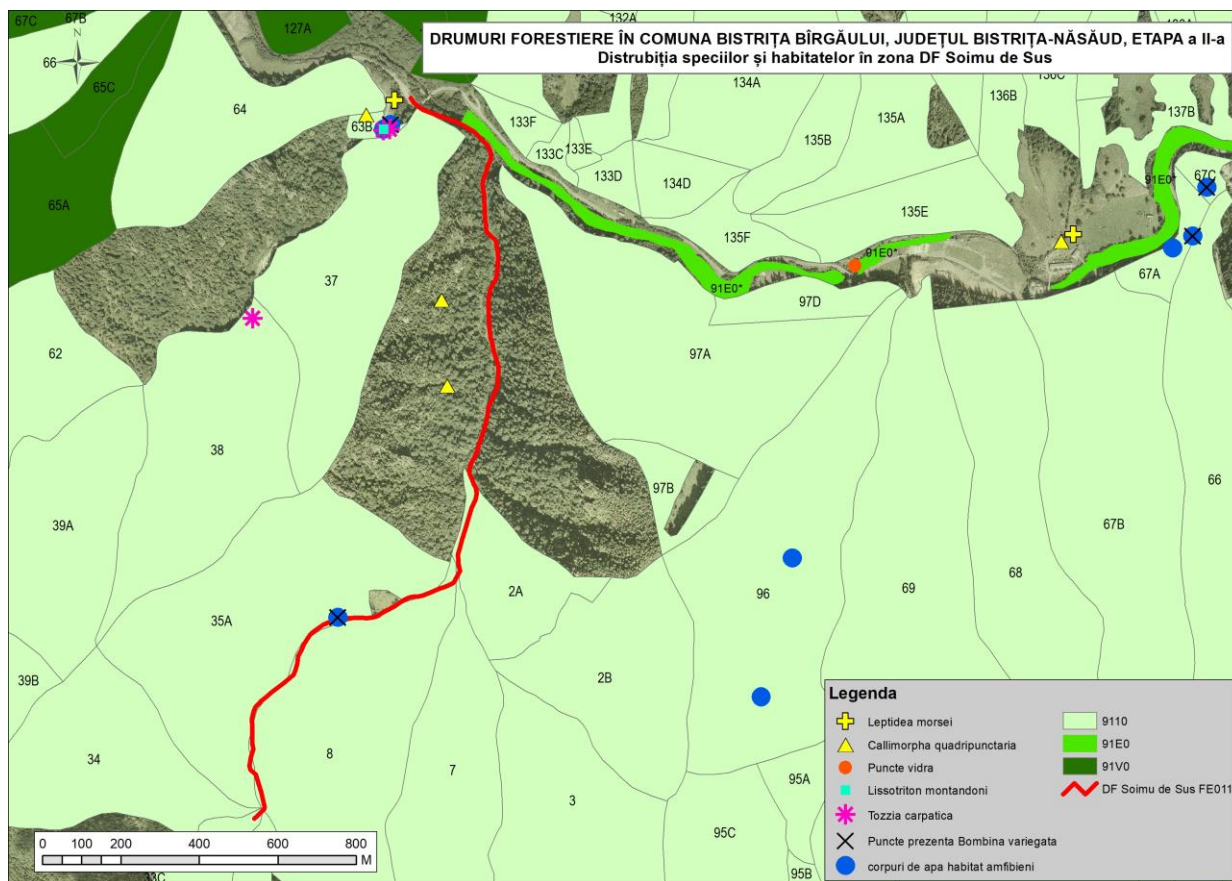 DRUMURI FORESTIERE ÎN COMUNA BISTRIȚA BÎRGĂULUI, JUDEȚUL BISTRIȚA-NĂSĂUD, ETAPA a II-a
Distrubiția speciilor și habitatelor în zona DF Soimu de Sus
67C
67B
N
66
65C
127A
132A
64
63B
65A
133F
133C
133E
133D
134A
134D
135B
135A
136B
136C
137B
67C
91E0*
135E
135F
91E0*
67A
91E0*
97D
37
62
97A
38
97B
66
39A
67B
96
69
68
2A
35A
39B
2B
34
8
7
3
95A
95C
95B
33C
0 100 200 400 600 800
M
Legenda
Leptidea morsei
Callimorpha quadripunctaria
Puncte vidra
Lissotriton montandoni
Tozzia carpatica
Puncte prezenta Bombina variegata
corpuri de apa habitat amfibieni
9110
91E0
91V0
DF Soimu de Sus FE011